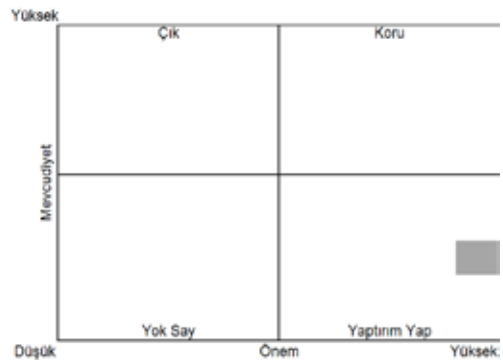 Yüksek
Çık
Koru
Mevcudiyet
Yok Say
Yaptırım Yap
Düşük
Önem
Yüksek